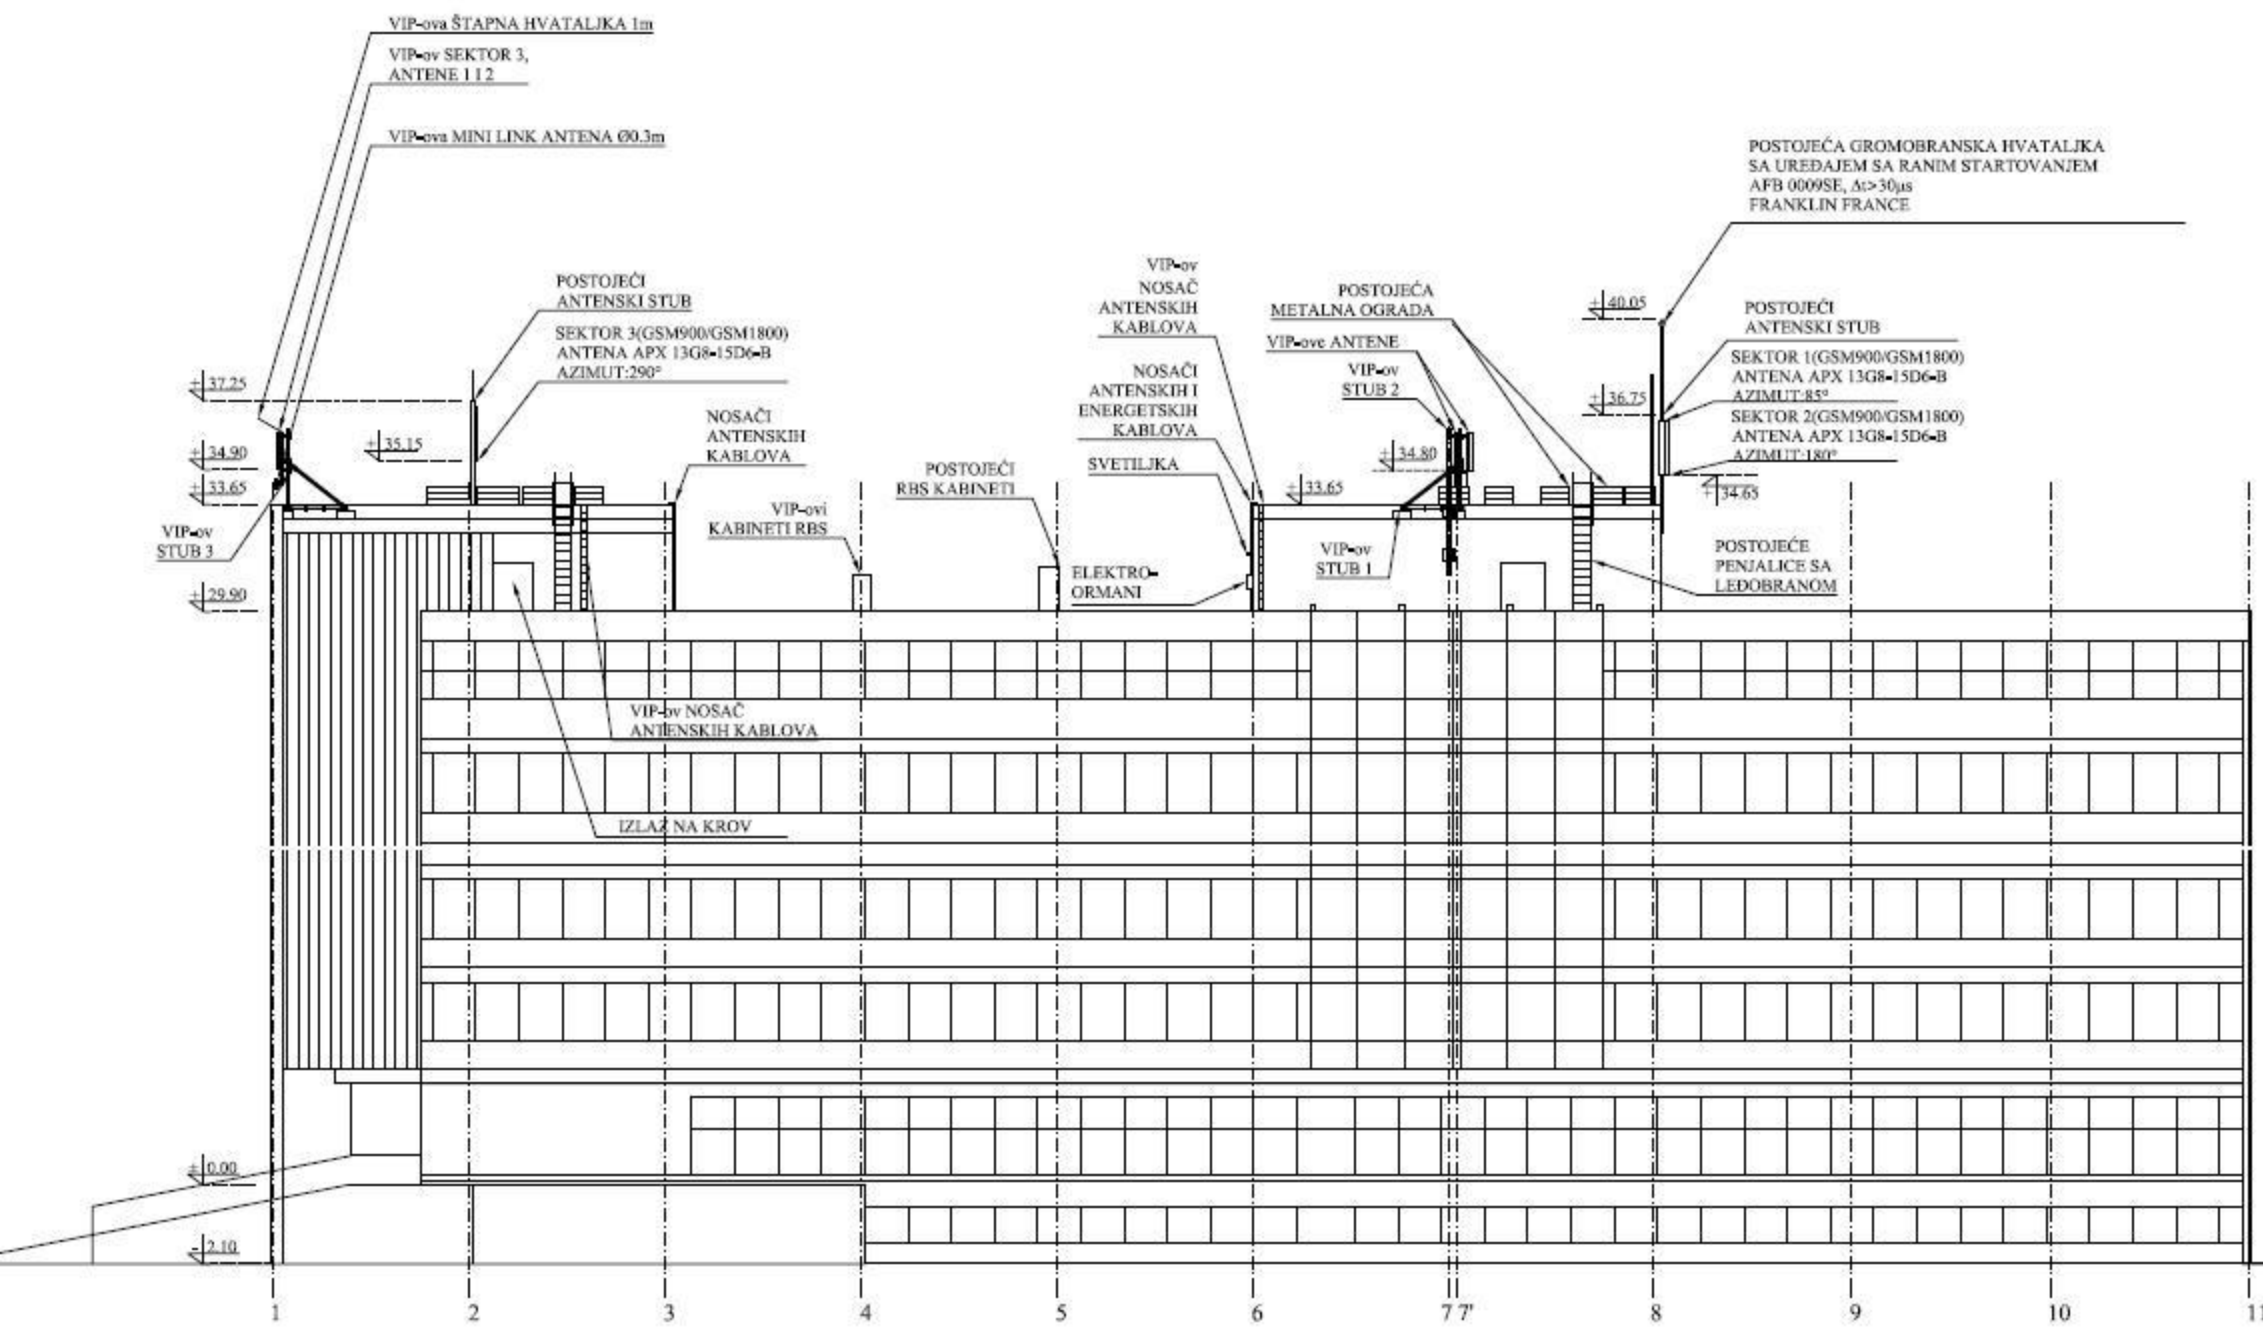 VIP-ova ŠTAPNA HVATALJKA 1m
VIP-ov SEKTOR 3,
ANTENE 1 I 2
VIP-ova MINI LINK ANTENA Ø0.3m
POSTOJEĆA GROMOBRANSKA HVATALJKA
SA UREĐAJEM SA RANIM STARTOVANJEM
AFB 0009SE, Δt>30µs
FRANKLIN FRANCE
POSTOJEĆI
ANTENSKI STUB
SEKTOR 3(GSM900/GSM1800)
ANTENA APX 13G8-15D6-B
AZIMUT:290°
VIP-ov
NOSAČ
ANTENSKIH
KABLOVA
POSTOJEĆA
METALNA OGRADA
VIP-ove ANTENE
VIP-ov
STUB 2
+ 40.05
POSTOJEĆI
ANTENSKI STUB
SEKTOR 1(GSM900/GSM1800)
ANTENA APX 13G8-15D6-B
AZIMUT:85°
SEKTOR 2(GSM900/GSM1800)
ANTENA APX 13G8-15D6-B
AZIMUT:180°
+ 37.25
+ 36.75
NOSAČI
ANTENSKIH I
ENERGETSKIH
KABLOVA
NOSAČI
ANTENSKIH
KABLOVA
+ 35.15
+ 34.90
+ 34.80
SVETILJKA
POSTOJEĆI
RBS KABINETI
+ 33.65
+ 33.65
+ 34.65
VIP-ovi
KABINETI RBS
VIP-ov
STUB 3
VIP-ov
STUB 1
POSTOJEĆE
PENJALICE SA
LEĐOBRANOM
ELEKTRO-
ORMANI
+ 29.90
VIP-ov NOSAČ
ANTENSKIH KABLOVA
IZLAZ NA KROV
± 0.00
- 2.10
1 2 3 4 5 6 7 7' 8 9 10 11